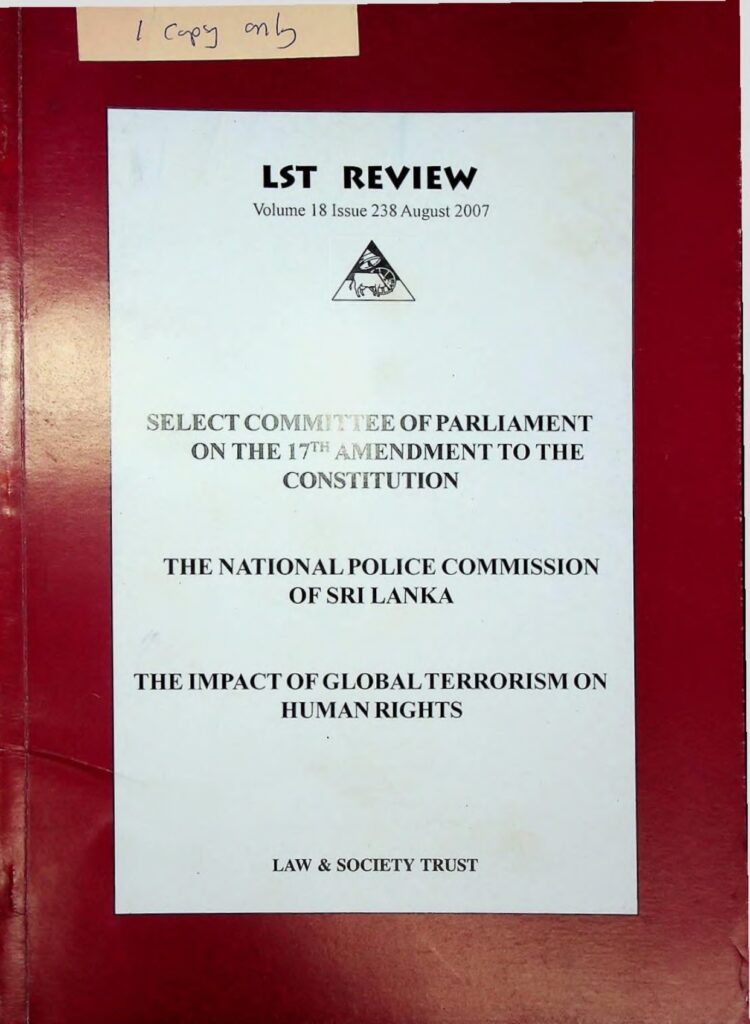 1 copy only
LST REVIEW
Volume 18 Issue 238 August 2007
SELECT COMMITTEE OF PARLIAMENT
ON THE 17TH AMENDMENT TO THE
CONSTITUTION
THE NATIONAL POLICE COMMISSION
OF SRI LANKA
THE IMPACT OF GLOBAL TERRORISM ON
HUMAN RIGHTS
LAW & SOCIETY TRUST